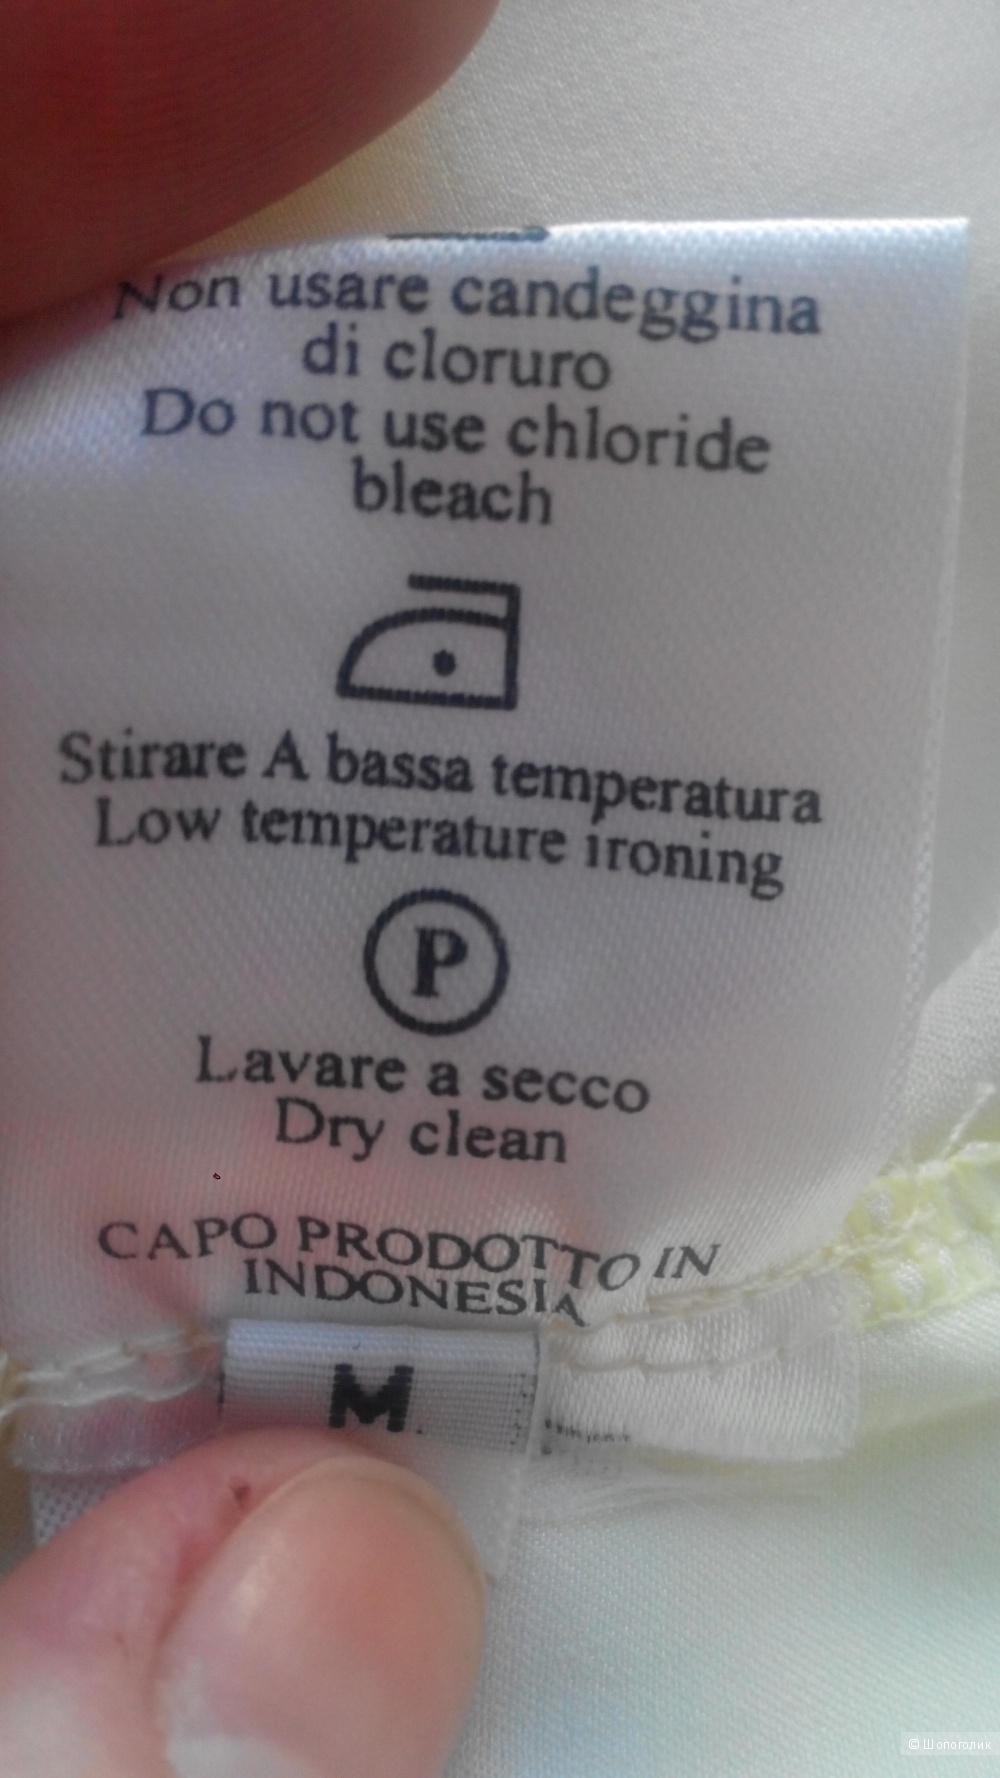 Non usare candeggina
di cloruro
Do not use chloride
bleach
Stirare A bassa temperatura
Low temperature ironing
P
Lavare a secco
Dry clean
CAPO PRODOTTO IN
INDONESIA
M
© Шопоголик